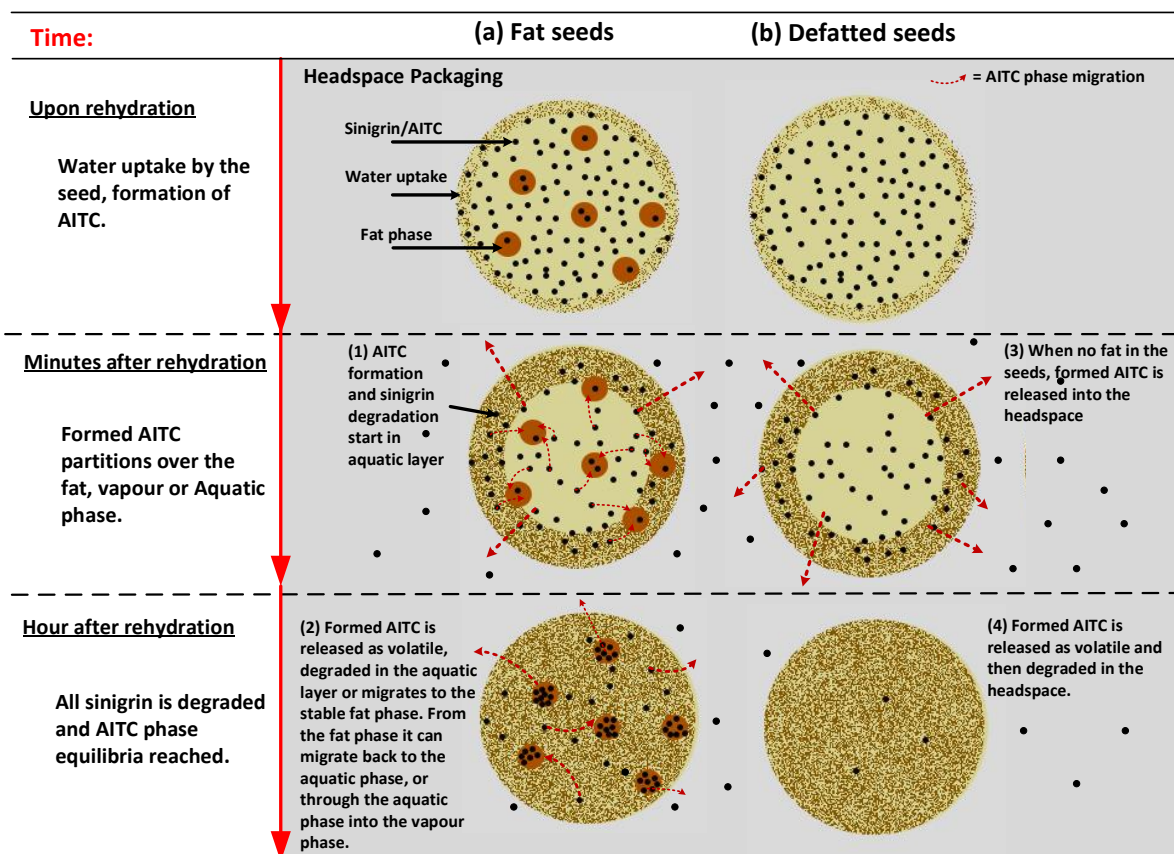 Time:
(a) Fat seeds
(b) Defatted seeds
Headspace Packaging
= AITC phase migration
Upon rehydration
Water uptake by the
seed, formation of
AITC.
Sinigrin/AITC
Water uptake
Fat phase
Minutes after rehydration
Formed AITC
partitions over the
fat, vapour or Aquatic
phase.
(1) AITC
formation
and sinigrin
degradation
start in
aquatic layer
(3) When no fat in the
seeds, formed AITC is
released into the
headspace
Hour after rehydration
All sinigrin is degraded
and AITC phase
equilibria reached.
(2) Formed AITC is
released as volatile,
degraded in the aquatic
layer or migrates to the
stable fat phase. From
the fat phase it can
migrate back to the
aquatic phase, or
through the aquatic
phase into the vapour
phase.
(4) Formed AITC is
released as volatile and
then degraded in the
headspace.